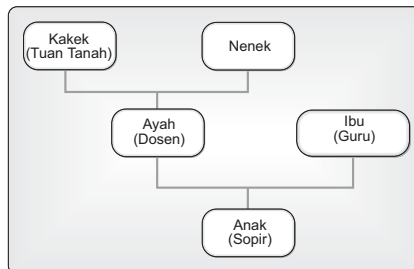 Kakek
(Tuan Tanah)
Nenek
Ayah
(Dosen)
Ibu
(Guru)
Anak
(Sopir)